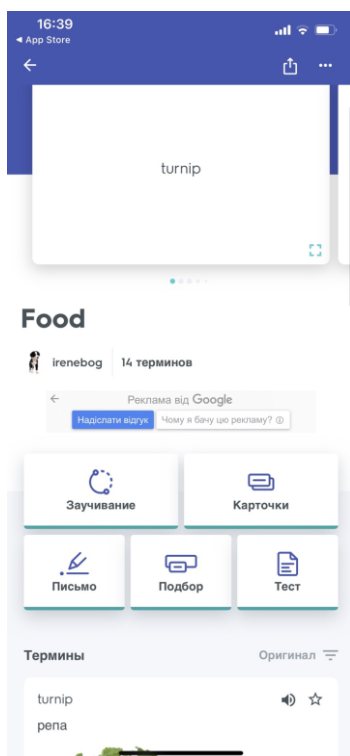 16:39
◀ App Store
turnip
Food
irenebog
14 терминов
Реклама від Google
Надіслати відгук
Чому я бачу цю рекламу?
Заучивание
Карточки
Письмо
Подбор
Тест
Термины
Оригинал
turnip
репа